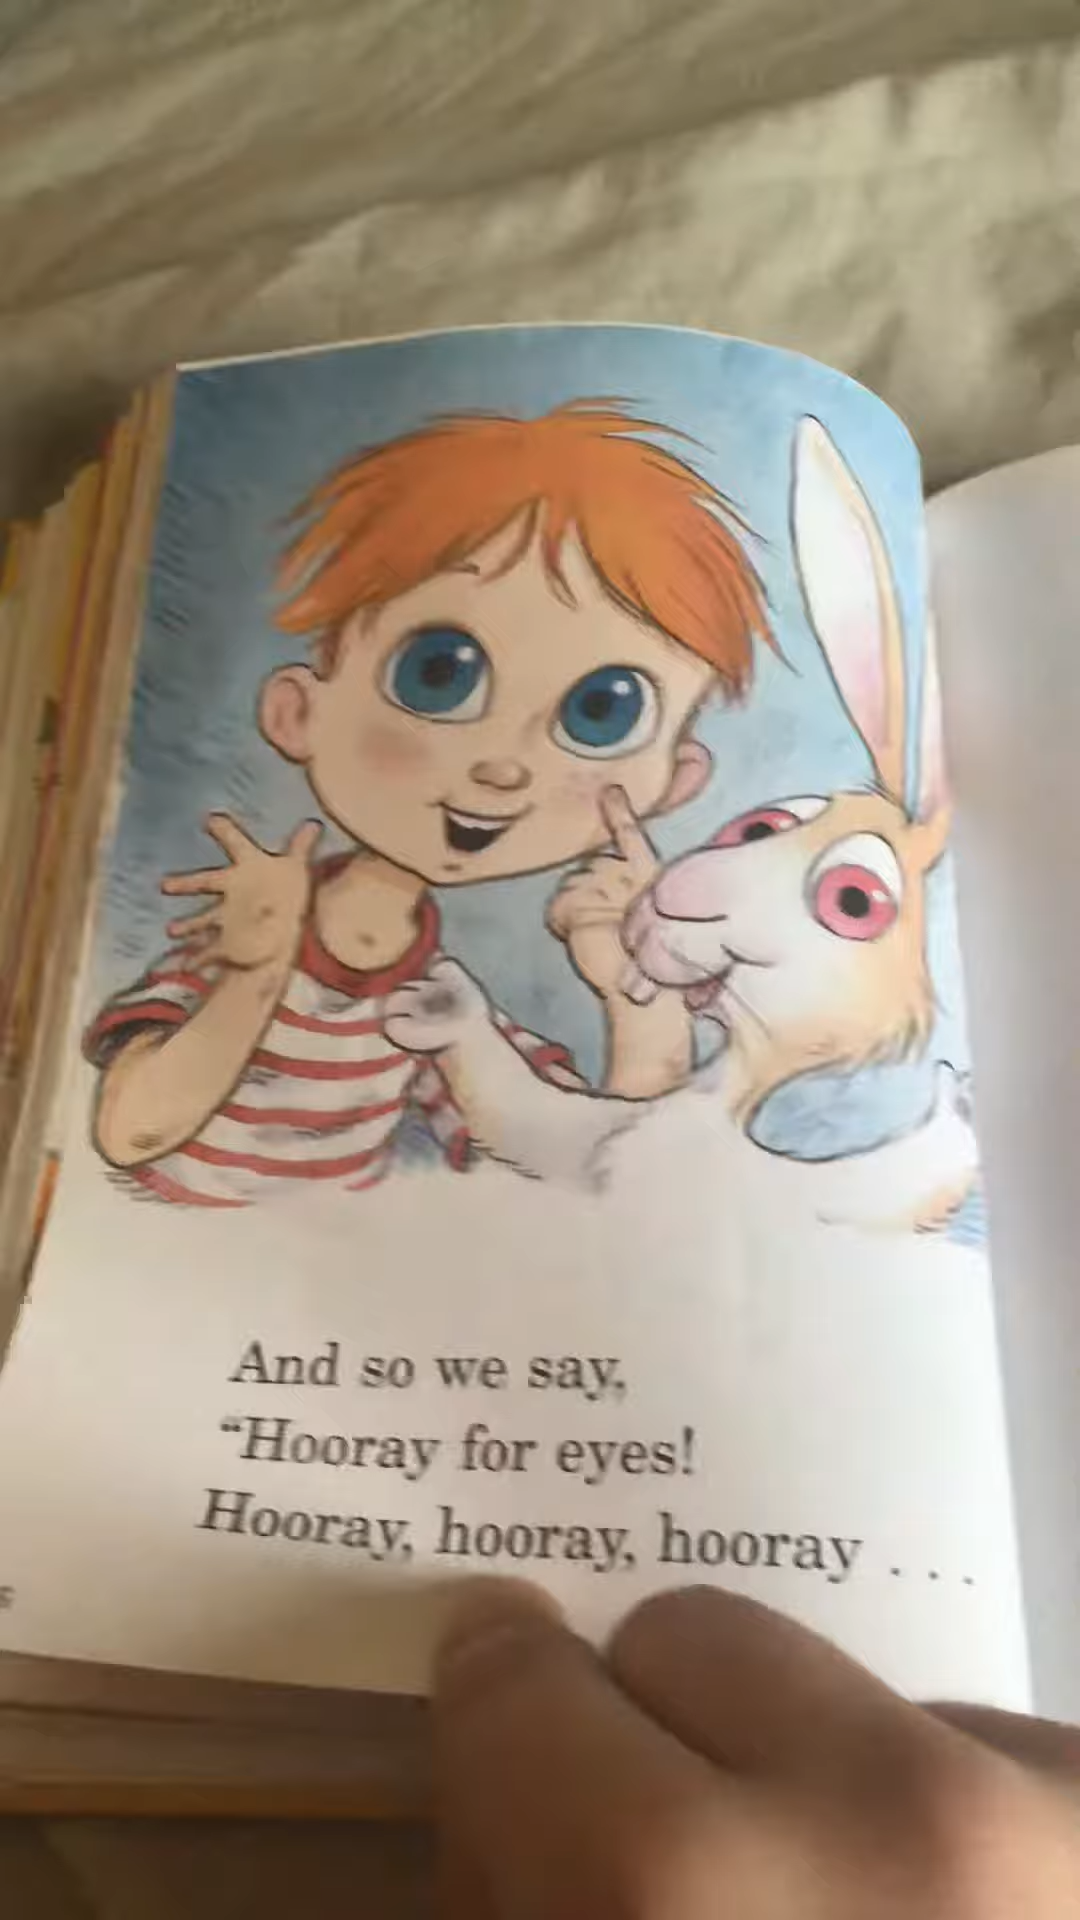 And so we say,
“Hooray for eyes!
Hooray, hooray, hooray . . .